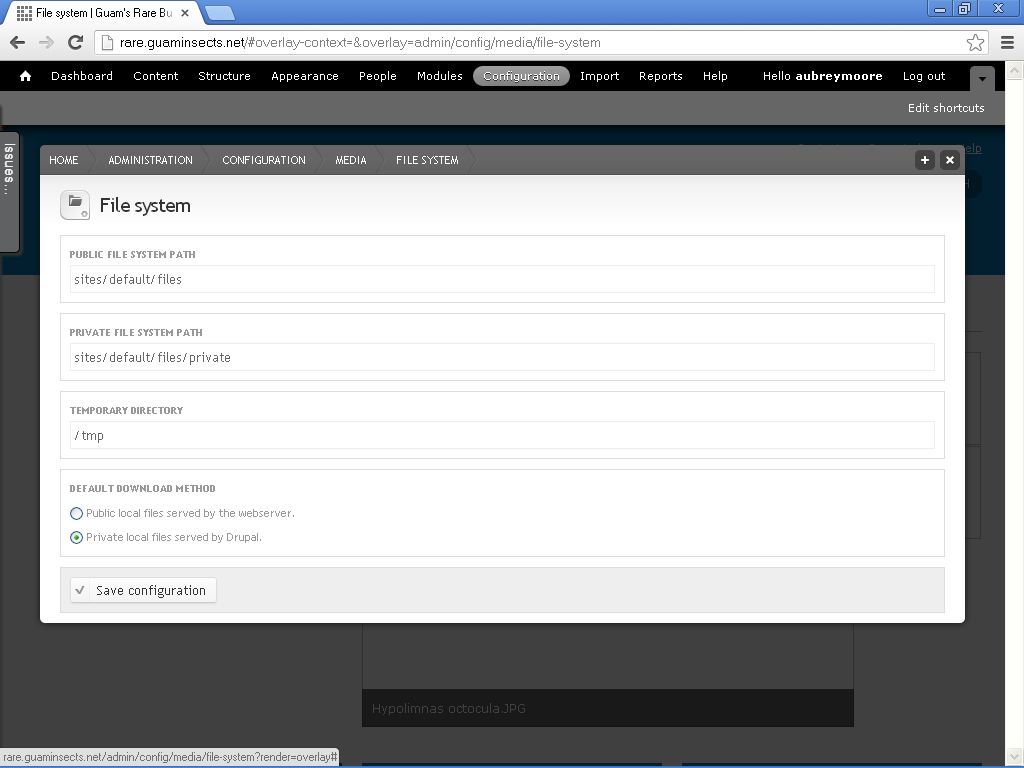 File system | Guam's Rare Bu
rare.guaminsects.net/#overlay-context=&overlay=admin/config/media/file-system
Dashboard Content Structure Appearance People Modules Configuration Import Reports Help Hello aubreymoore Log out
Edit shortcuts
Issues...
HOME ADMINISTRATION CONFIGURATION MEDIA FILE SYSTEM
File system
PUBLIC FILE SYSTEM PATH
sites/default/files
PRIVATE FILE SYSTEM PATH
sites/default/files/private
TEMPORARY DIRECTORY
/tmp
DEFAULT DOWNLOAD METHOD
Public local files served by the webserver.
Private local files served by Drupal.
Save configuration
Hypolimnas octocula.JPG
rare.guaminsects.net/admin/config/media/file-system?render=overlay#